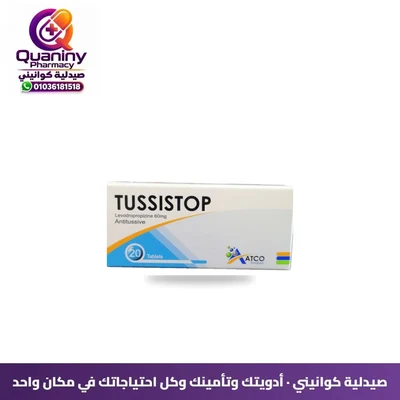 Quaniny
Pharmacy
صيدلية كوانيني
01036181518
TUSSISTOP
Levodropropizine 60mg
Antitussive
20
Tablets
ATCO
صيدلية كوانيني - أدويتك وتأمينك وكل احتياجاتك في مكان واحد